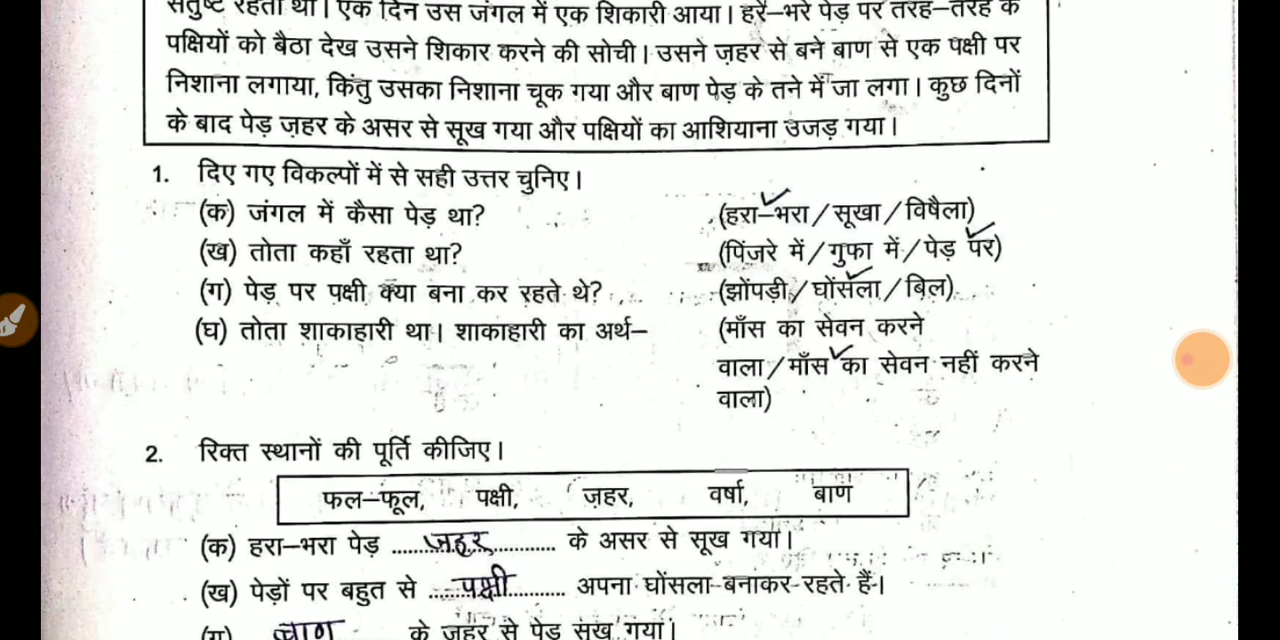 संतुष्ट रहता था। एक दिन उस जंगल में एक शिकारी आया। हरे–भरे पेड़ पर तरह–तरह के
पक्षियों को बैठा देख उसने शिकार करने की सोची। उसने ज़हर से बने बाण से एक पक्षी पर
निशाना लगाया, किंतु उसका निशाना चूक गया और बाण पेड़ के तने में जा लगा। कुछ दिनों
के बाद पेड़ ज़हर के असर से सूख गया और पक्षियों का आशियाना उजड़ गया।
1. दिए गए विकल्पों में से सही उत्तर चुनिए।
(क) जंगल में कैसा पेड़ था? (हरा–भरा/सूखा/विषैला)
(ख) तोता कहाँ रहता था? (पिंजरे में/गुफा में/पेड़ पर)
(ग) पेड़ पर पक्षी क्या बना कर रहते थे? (झोंपड़ी/घोंसला/बिल)
(घ) तोता शाकाहारी था। शाकाहारी का अर्थ– (माँस का सेवन करने
वाला/माँस का सेवन नहीं करने
वाला)
2. रिक्त स्थानों की पूर्ति कीजिए।
फल–फूल, पक्षी, ज़हर, वर्षा, बाण
(क) हरा–भरा पेड़ ......जहर............ के असर से सूख गया।
(ख) पेड़ों पर बहुत से .....पक्षी......... अपना घोंसला बनाकर रहते हैं।
(ग) बाण के ज़हर से पेड़ सूख गया।